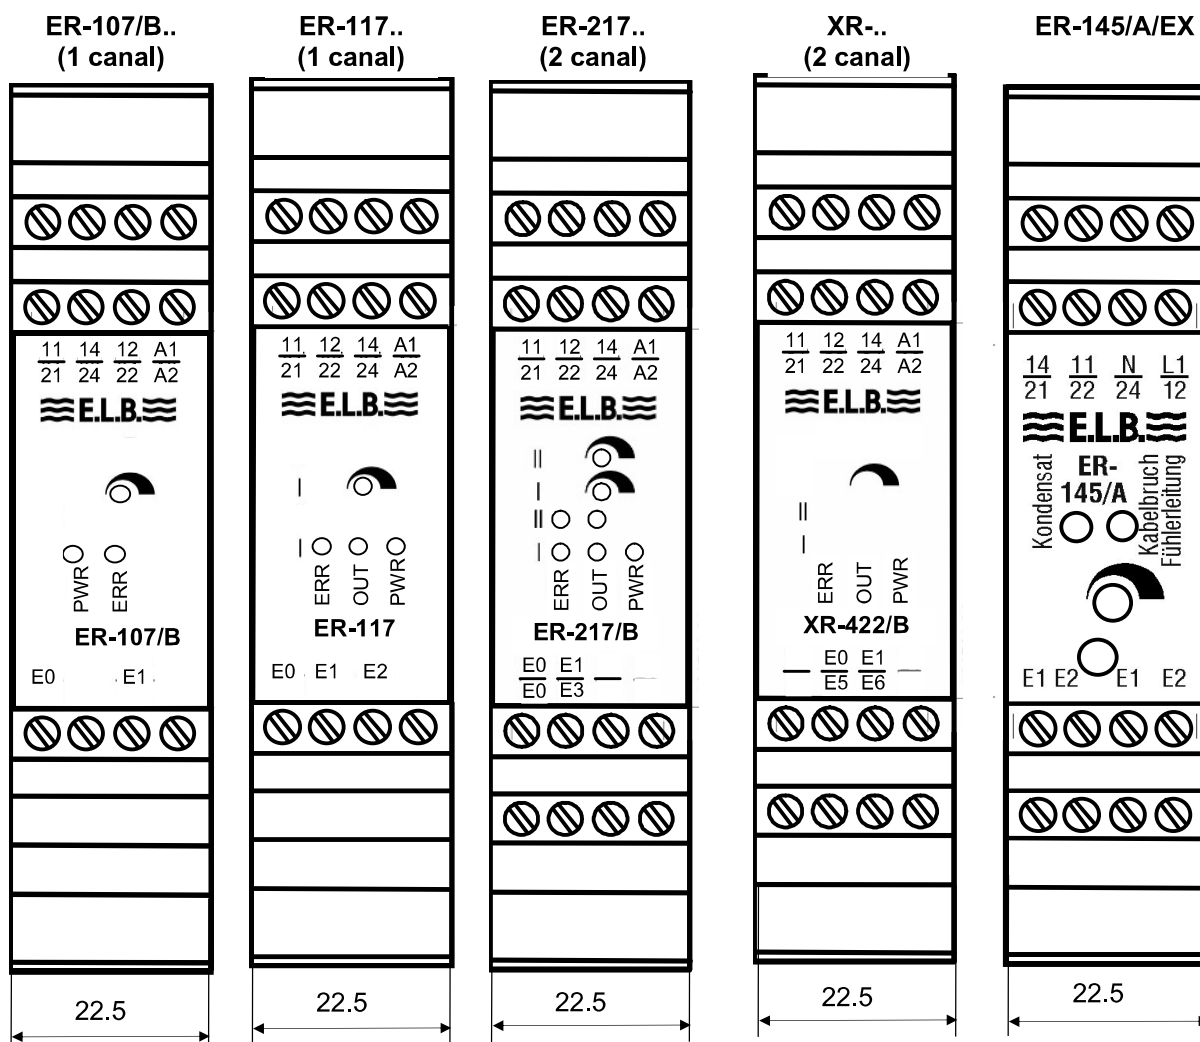 ER-107/B..
(1 canal)
11 14 12 A1
21 24 22 A2
E.L.B.
PWR
ERR
ER-107/B
E0 E1
22.5
ER-117..
(1 canal)
11 12 14 A1
21 22 24 A2
E.L.B.
I
I
ERR
OUT
PWR
ER-117
E0 E1 E2
22.5
ER-217..
(2 canal)
11 12 14 A1
21 22 24 A2
E.L.B.
II
I
II
I
ERR
OUT
PWR
ER-217/B
E0 E1
E0 E3
22.5
XR-..
(2 canal)
11 12 14 A1
21 22 24 A2
E.L.B.
II
I
ERR
OUT
PWR
XR-422/B
E0 E1
E5 E6
22.5
ER-145/A/EX
14 11 N L1
21 22 24 12
E.L.B.
Kondensat
ER-
145/A
Kabelbruch
Fühlerleitung
E1 E2 E1 E2
22.5